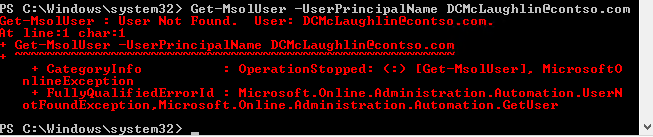 PS C:\Windows\system32> Get-MsolUser -UserPrincipalName DCMcLaughlin@contso.com
Get-MsolUser : User Not Found.  User: DCMcLaughlin@contso.com.
At line:1 char:1
+ Get-MsolUser -UserPrincipalName DCMcLaughlin@contso.com
+ ~~~~~~~~~~~~~~~~~~~~~~~~~~~~~~~~~~~~~~~~~~~~~~~~~~~~~~~
    + CategoryInfo          : OperationStopped: (:) [Get-MsolUser], MicrosoftO
   nlineException
    + FullyQualifiedErrorId : Microsoft.Online.Administration.Automation.UserN
   otFoundException,Microsoft.Online.Administration.Automation.GetUser
PS C:\Windows\system32> _